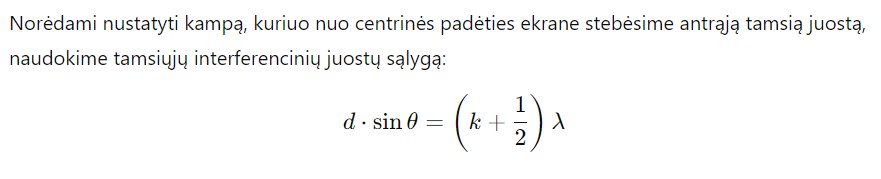 Norėdami nustatyti kampą, kuriuo nuo centrinės padėties ekrane stebėsime antrąją tamsią juostą,
naudokime tamsiųjų interferencinių juostų sąlygą:
d · sin θ = (k + 1/2) λ